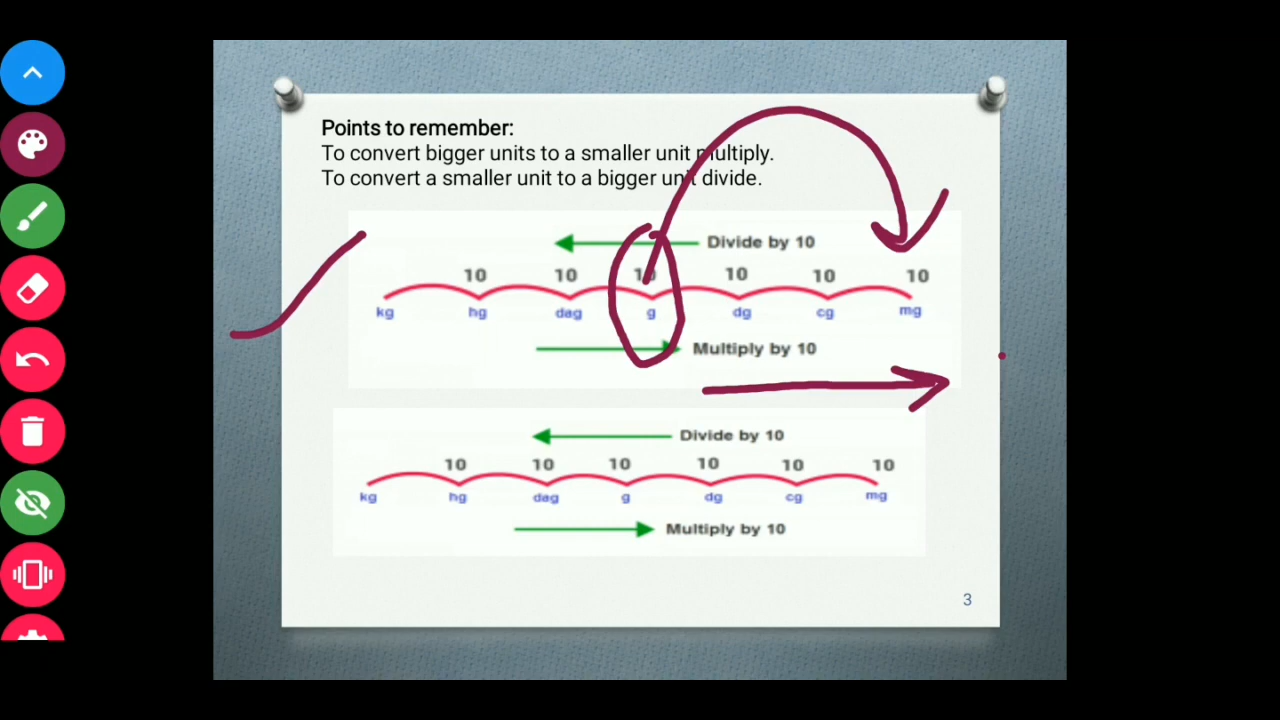 Points to remember:
To convert bigger units to a smaller unit multiply.
To convert a smaller unit to a bigger unit divide.
Divide by 10
10 10 10 10 10 10
kg hg dag g dg cg mg
Multiply by 10
Divide by 10
10 10 10 10 10 10
kg hg dag g dg cg mg
Multiply by 10
3